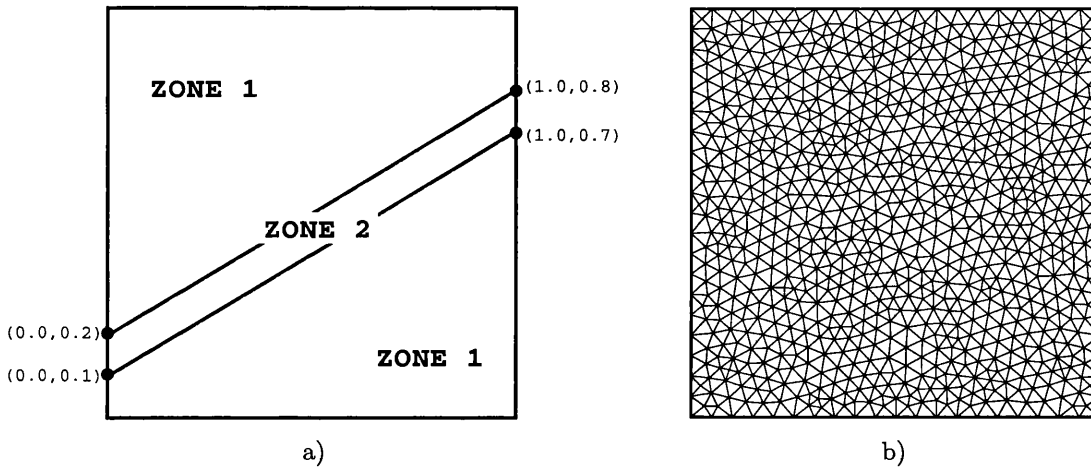 ZONE 1
(1.0,0.8)
(1.0,0.7)
ZONE 2
(0.0,0.2)
(0.0,0.1)
ZONE 1
a)
b)